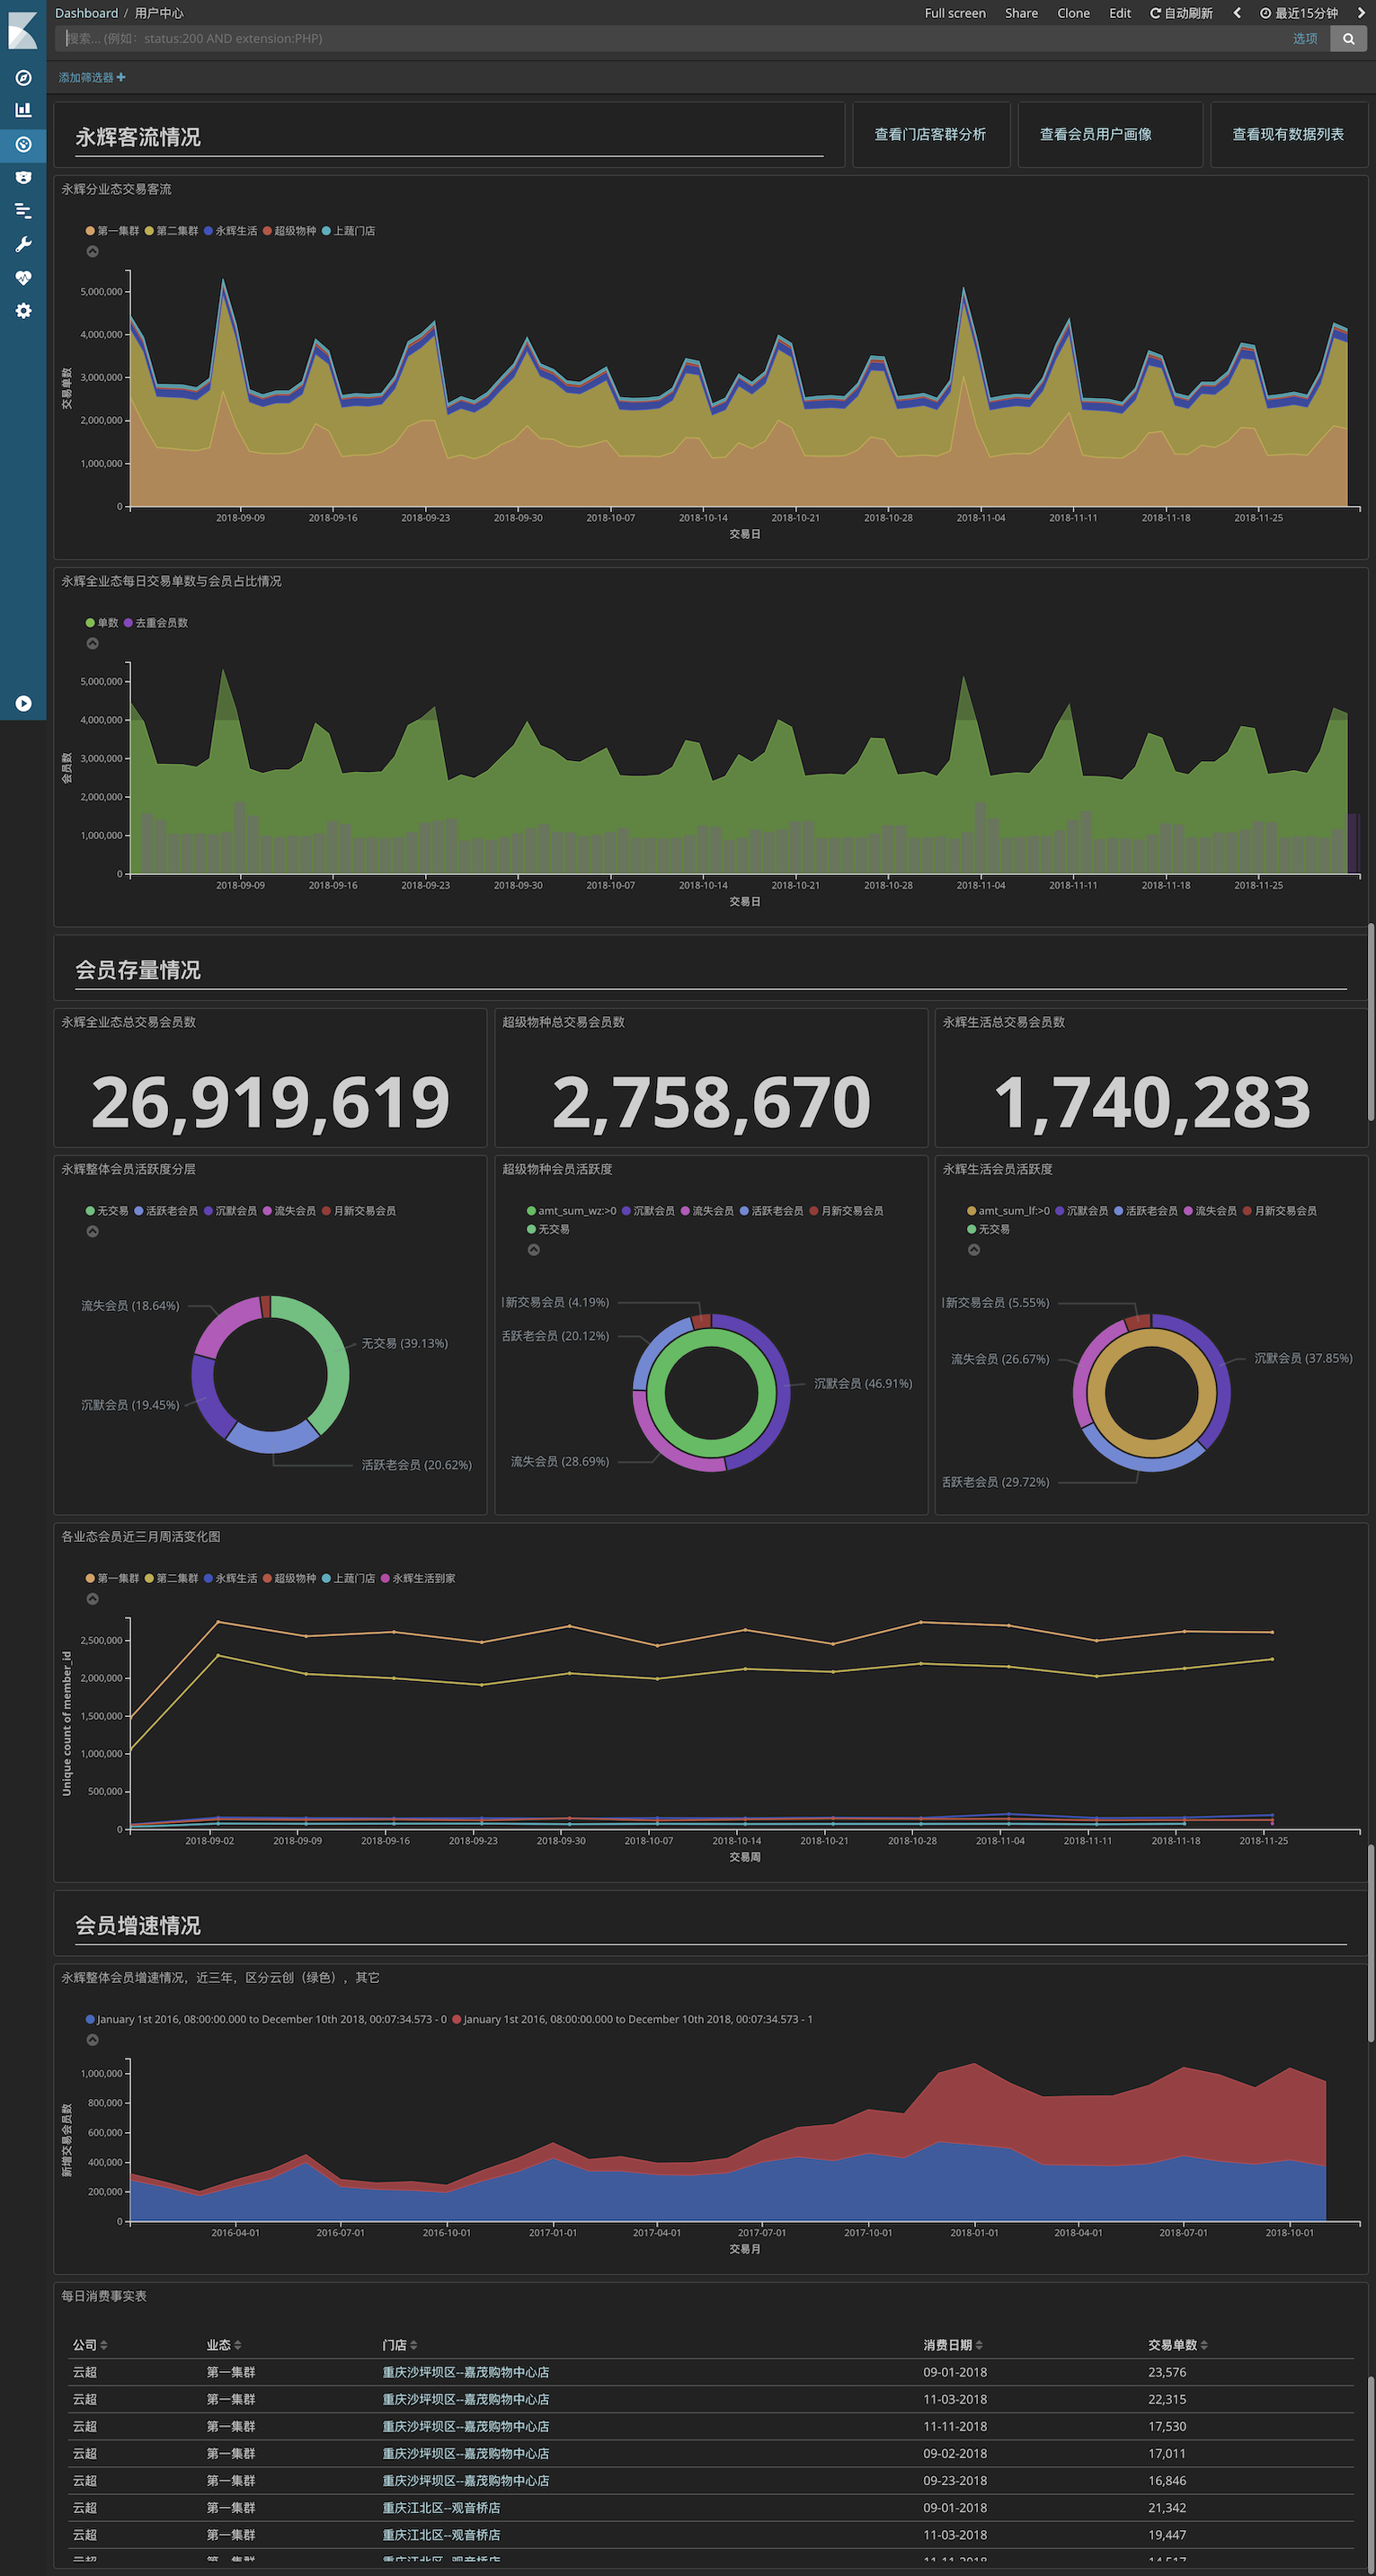 Dashboard / 用户中心
Full screen Share Clone Edit 自动刷新 最近15分钟
搜索... (例如：status:200 AND extension:PHP) 选项
添加筛选器
永辉客流情况 查看门店客群分析 查看会员用户画像 查看现有数据列表
永辉分业态交易客流
第一集群 第二集群 永辉生活 超级物种 上蔬门店
5,000,000
4,000,000
3,000,000
2,000,000
1,000,000
0
交易单数
2018-09-09 2018-09-16 2018-09-23 2018-09-30 2018-10-07 2018-10-14 2018-10-21 2018-10-28 2018-11-04 2018-11-11 2018-11-18 2018-11-25
交易日
永辉全业态每日交易单数与会员占比情况
单数 去重会员数
5,000,000
4,000,000
3,000,000
2,000,000
1,000,000
0
会员数
2018-09-09 2018-09-16 2018-09-23 2018-09-30 2018-10-07 2018-10-14 2018-10-21 2018-10-28 2018-11-04 2018-11-11 2018-11-18 2018-11-25
交易日
会员存量情况
永辉全业态总交易会员数
26,919,619
超级物种总交易会员数
2,758,670
永辉生活总交易会员数
1,740,283
永辉整体会员活跃度分层
无交易 活跃老会员 沉默会员 流失会员 月新交易会员
流失会员 (18.64%)
无交易 (39.13%)
沉默会员 (19.45%)
活跃老会员 (20.62%)
超级物种会员活跃度
amt_sum_wz:>0 沉默会员 流失会员 活跃老会员 月新交易会员
无交易
新交易会员 (4.19%)
活跃老会员 (20.12%)
沉默会员 (46.91%)
流失会员 (28.69%)
永辉生活会员活跃度
amt_sum_lf:>0 沉默会员 活跃老会员 流失会员 月新交易会员
无交易
新交易会员 (5.55%)
流失会员 (26.67%)
沉默会员 (37.85%)
活跃老会员 (29.72%)
各业态会员近三月周活变化图
第一集群 第二集群 永辉生活 超级物种 上蔬门店 永辉生活到家
2,500,000
2,000,000
1,500,000
1,000,000
500,000
0
Unique count of member_id
2018-09-02 2018-09-09 2018-09-16 2018-09-23 2018-09-30 2018-10-07 2018-10-14 2018-10-21 2018-10-28 2018-11-04 2018-11-11 2018-11-18 2018-11-25
交易周
会员增速情况
永辉整体会员增速情况，近三年，区分云创（绿色），其它
January 1st 2016, 08:00:00.000 to December 10th 2018, 00:07:34.573 - 0 January 1st 2016, 08:00:00.000 to December 10th 2018, 00:07:34.573 - 1
1,000,000
800,000
600,000
400,000
200,000
0
新增交易会员数
2016-04-01 2016-07-01 2016-10-01 2017-01-01 2017-04-01 2017-07-01 2017-10-01 2018-01-01 2018-04-01 2018-07-01 2018-10-01
交易月
每日消费事实表
公司 业态 门店 消费日期 交易单数
云超 第一集群 重庆沙坪坝区--嘉茂购物中心店 09-01-2018 23,576
云超 第一集群 重庆沙坪坝区--嘉茂购物中心店 11-03-2018 22,315
云超 第一集群 重庆沙坪坝区--嘉茂购物中心店 11-11-2018 17,530
云超 第一集群 重庆沙坪坝区--嘉茂购物中心店 09-02-2018 17,011
云超 第一集群 重庆沙坪坝区--嘉茂购物中心店 09-23-2018 16,846
云超 第一集群 重庆江北区--观音桥店 09-01-2018 21,342
云超 第一集群 重庆江北区--观音桥店 11-03-2018 19,447